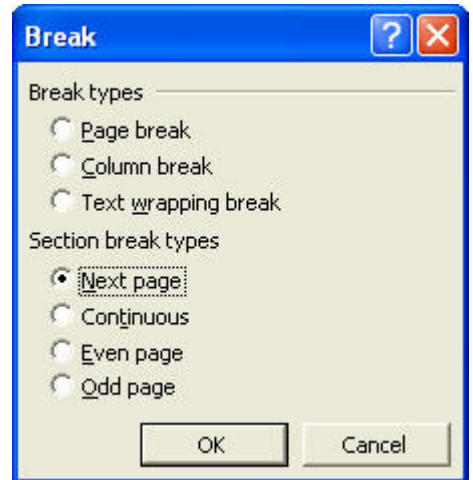 Break
Break types
Page break
Column break
Text wrapping break
Section break types
Next page
Continuous
Even page
Odd page
OK Cancel